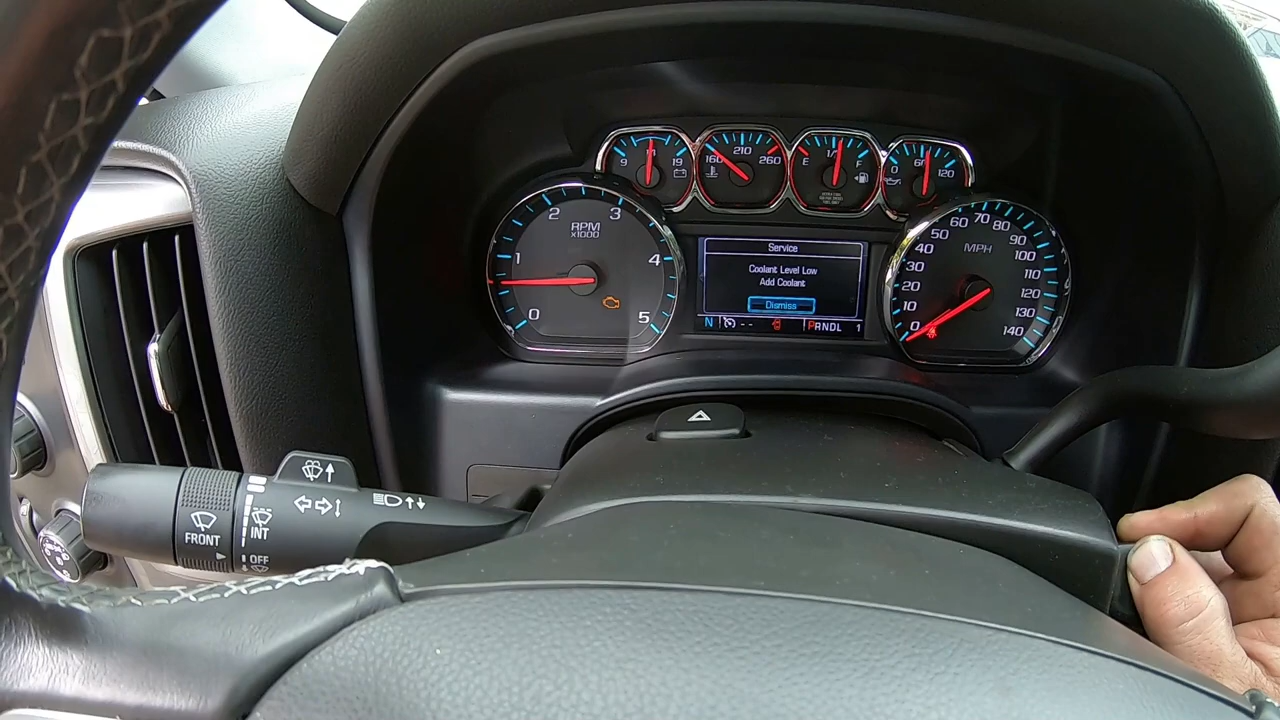 9 11 19
160 210 260
E F
0 60 120
RPM
X1000
0 1 2 3 4 5
Service
Coolant Level Low
Add Coolant
Dismiss
N -- PRNDL 1
MPH
0 10 20 30 40 50 60 70 80 90 100 110 120 130 140
FRONT
INT
OFF